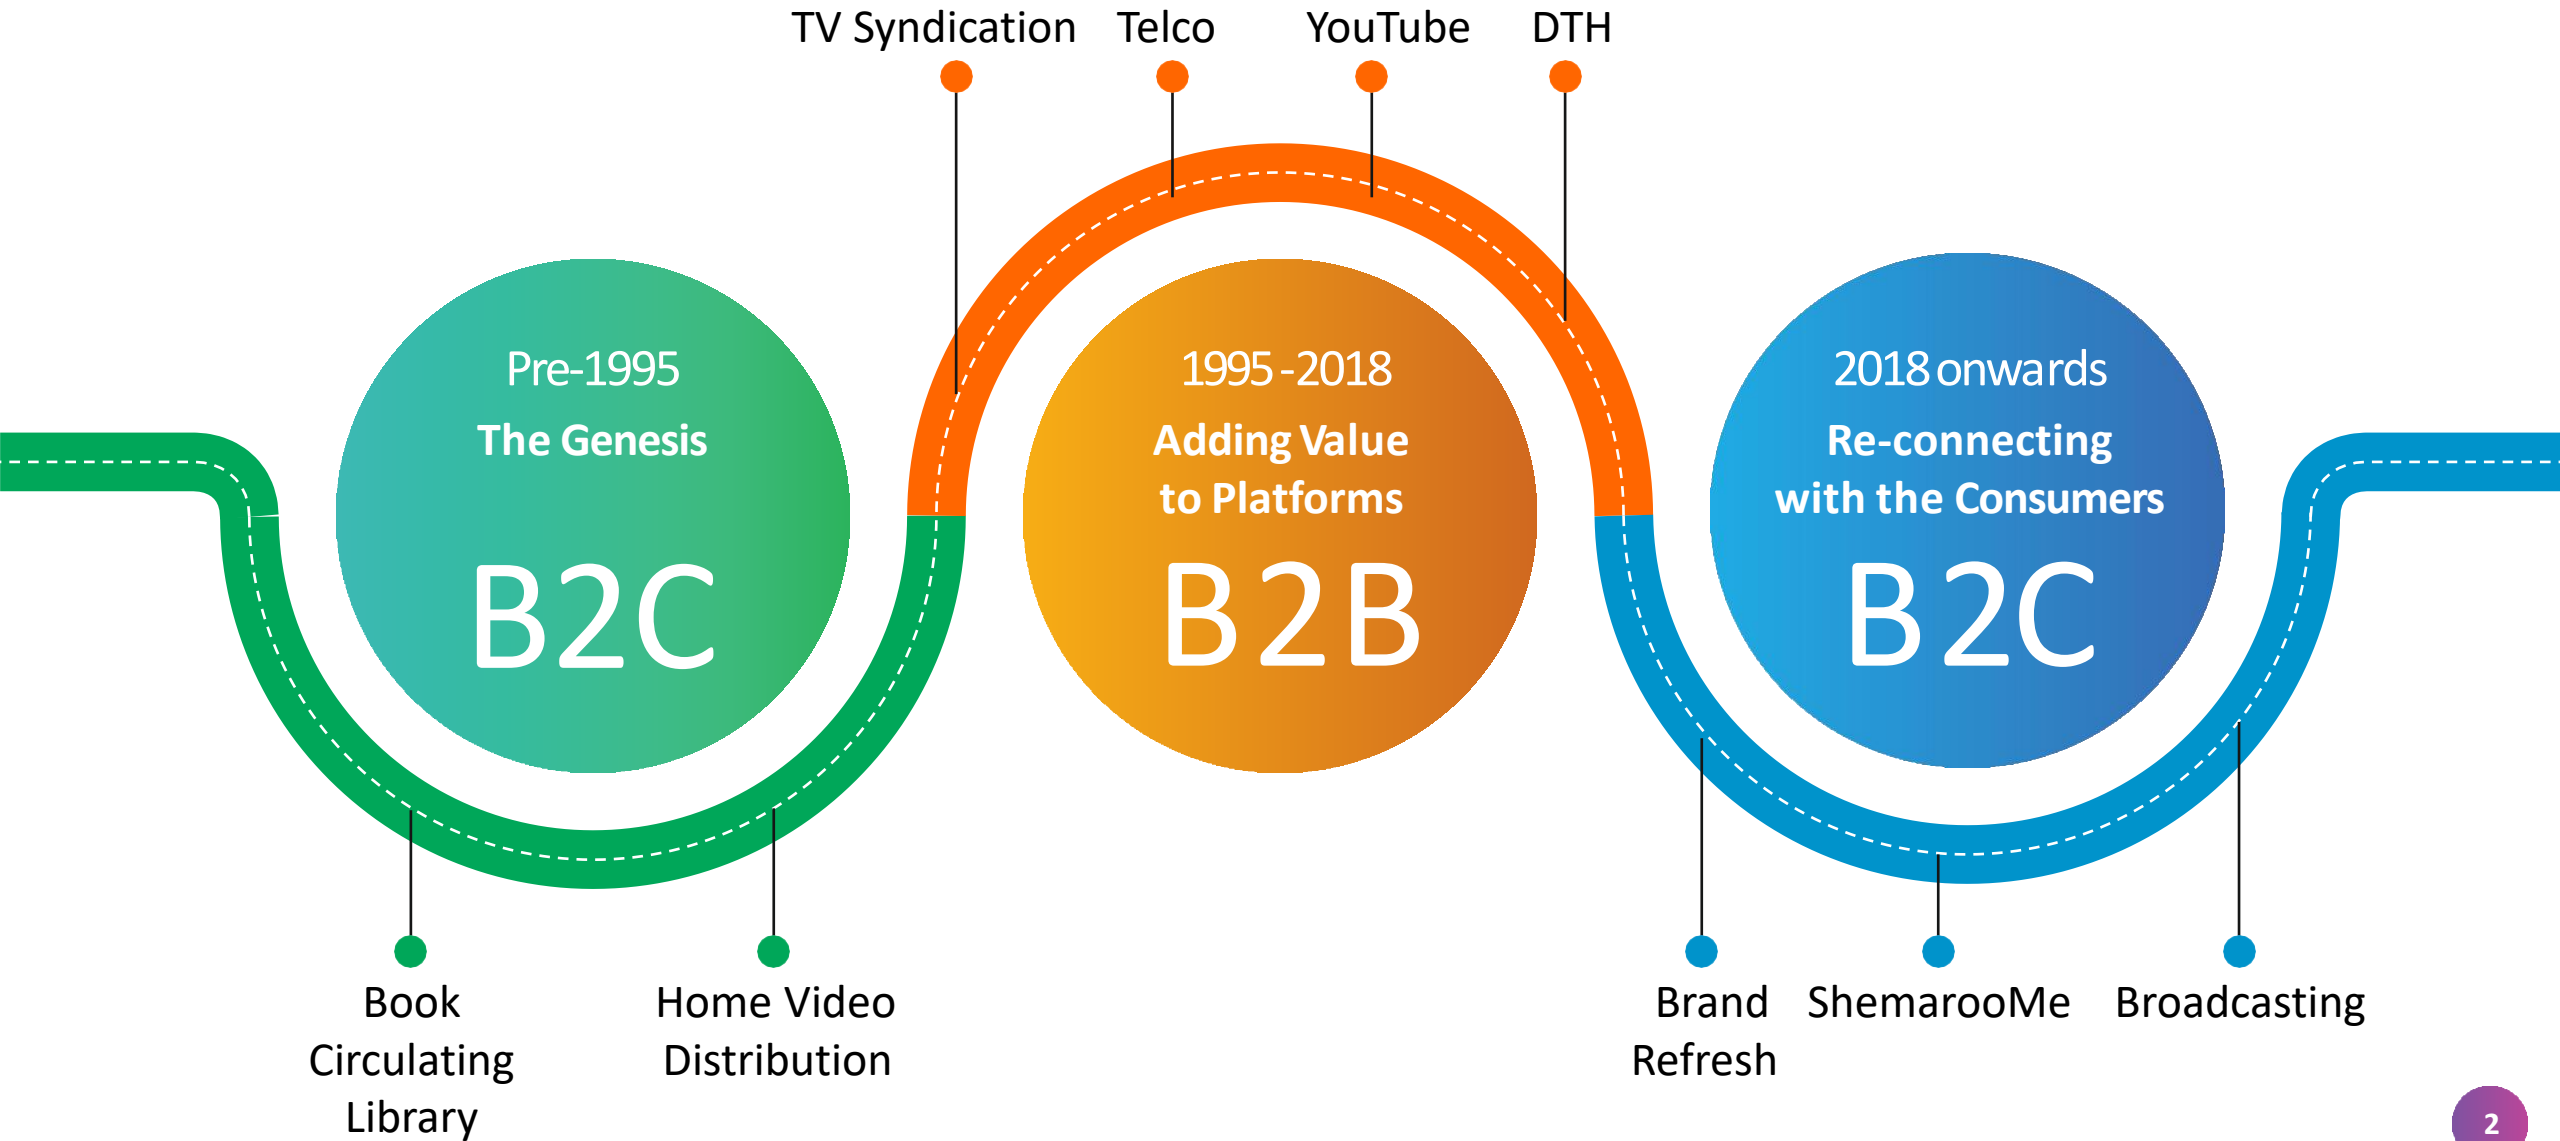 TV Syndication
Telco
YouTube
DTH
Pre-1995
The Genesis
B2C
1995-2018
Adding Value
to Platforms
B2B
2018 onwards
Re-connecting
with the Consumers
B2C
Book
Circulating
Library
Home Video
Distribution
Brand
Refresh
ShemarooMe
Broadcasting
2